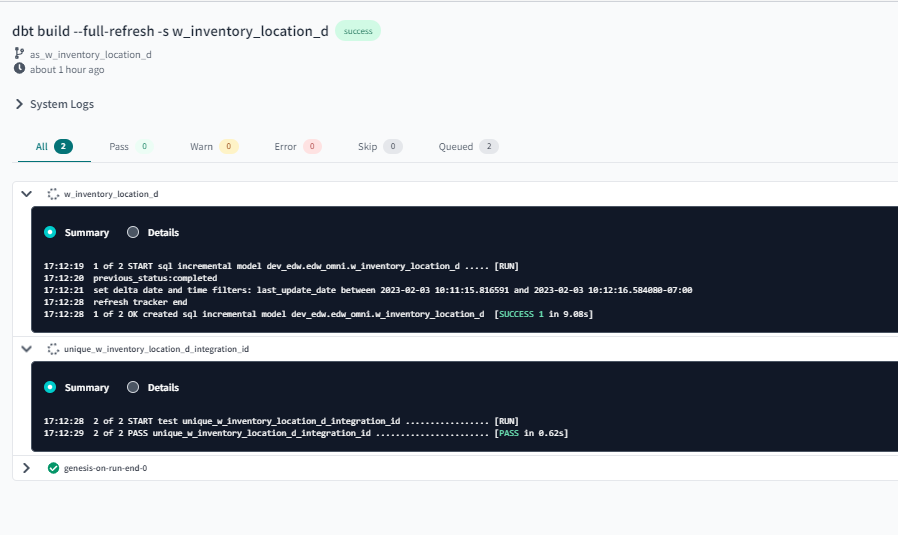 dbt build --full-refresh -s w_inventory_location_d success
as_w_inventory_location_d
about 1 hour ago
System Logs
All 2 Pass 0 Warn 0 Error 0 Skip 0 Queued 2
w_inventory_location_d
Summary Details
17:12:19 1 of 2 START sql incremental model dev_edw.edw_omni.w_inventory_location_d ..... [RUN]
17:12:20 previous_status:completed
17:12:21 set delta date and time filters: last_update_date between 2023-02-03 10:11:15.816591 and 2023-02-03 10:12:16.584080-07:00
17:12:28 refresh tracker end
17:12:28 1 of 2 OK created sql incremental model dev_edw.edw_omni.w_inventory_location_d [SUCCESS 1 in 9.08s]
unique_w_inventory_location_d_integration_id
Summary Details
17:12:28 2 of 2 START test unique_w_inventory_location_d_integration_id ................. [RUN]
17:12:29 2 of 2 PASS unique_w_inventory_location_d_integration_id ....................... [PASS in 0.62s]
genesis-on-run-end-0